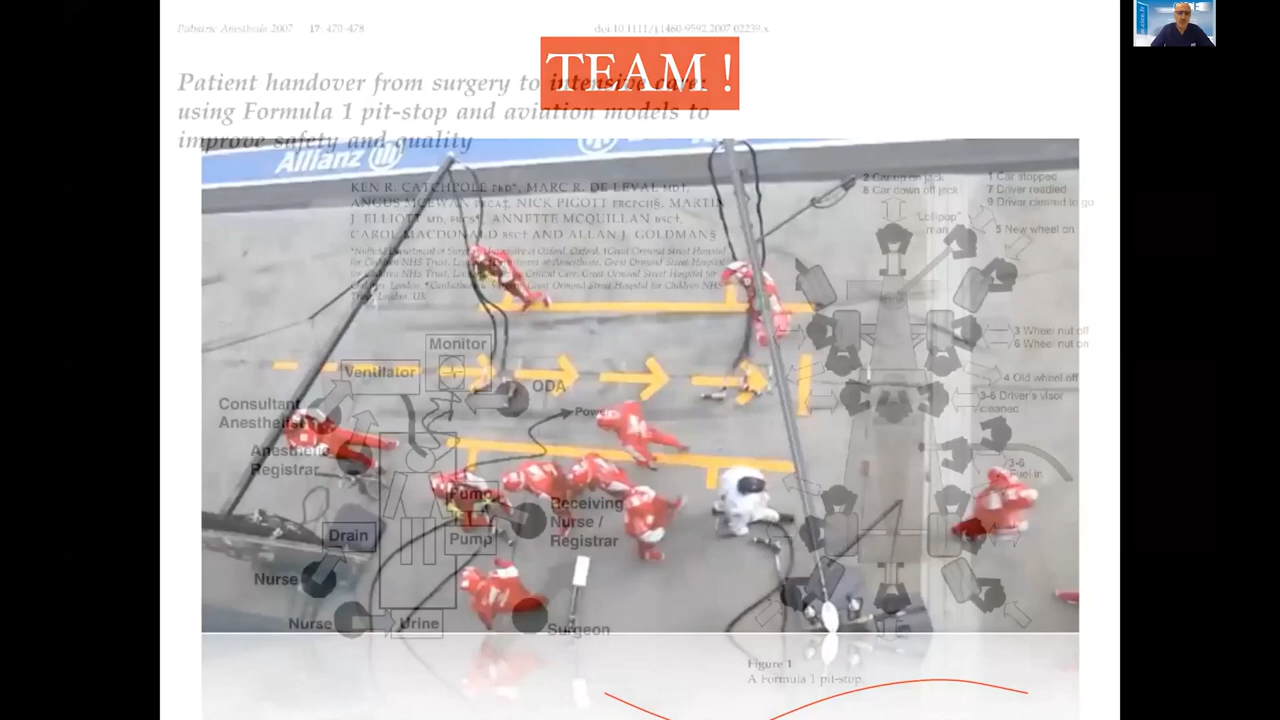 Pediatric Anesthesia 2007 17 470–478
doi:10.1111/j.1460-9592.2007.02239.x
TEAM !
Patient handover from surgery to intensive care:
using Formula 1 pit-stop and aviation models to
improve safety and quality
Allianz
KEN R. CATCHPOLE PhD*, MARC R. DE LEVAL MD†,
ANGUS MCEWAN FRCA‡, NICK PIGOTT FRCPCH§, MARTIN
J. ELLIOTT MD, FRCS¶, ANNETTE MCQUILLAN BSC†,
CAROL MACDONALD BSC† AND ALLAN J. GOLDMAN§
2 Car up on jack
8 Car down off jack
1 Car stopped
7 Driver readied
9 Driver cleared to go
"Lollipop"
man
5 New wheel on
3 Wheel nut off
6 Wheel nut on
4 Old wheel off
3-6 Driver's visor
cleaned
3-6
Fuel in
Monitor
Ventilator
ODA
Power
Consultant
Anesthetist
Anesthetic
Registrar
Pump
Pump
Receiving
Nurse /
Registrar
Drain
Nurse
Nurse
Urine
Surgeon
Figure 1
A Formula 1 pit-stop.